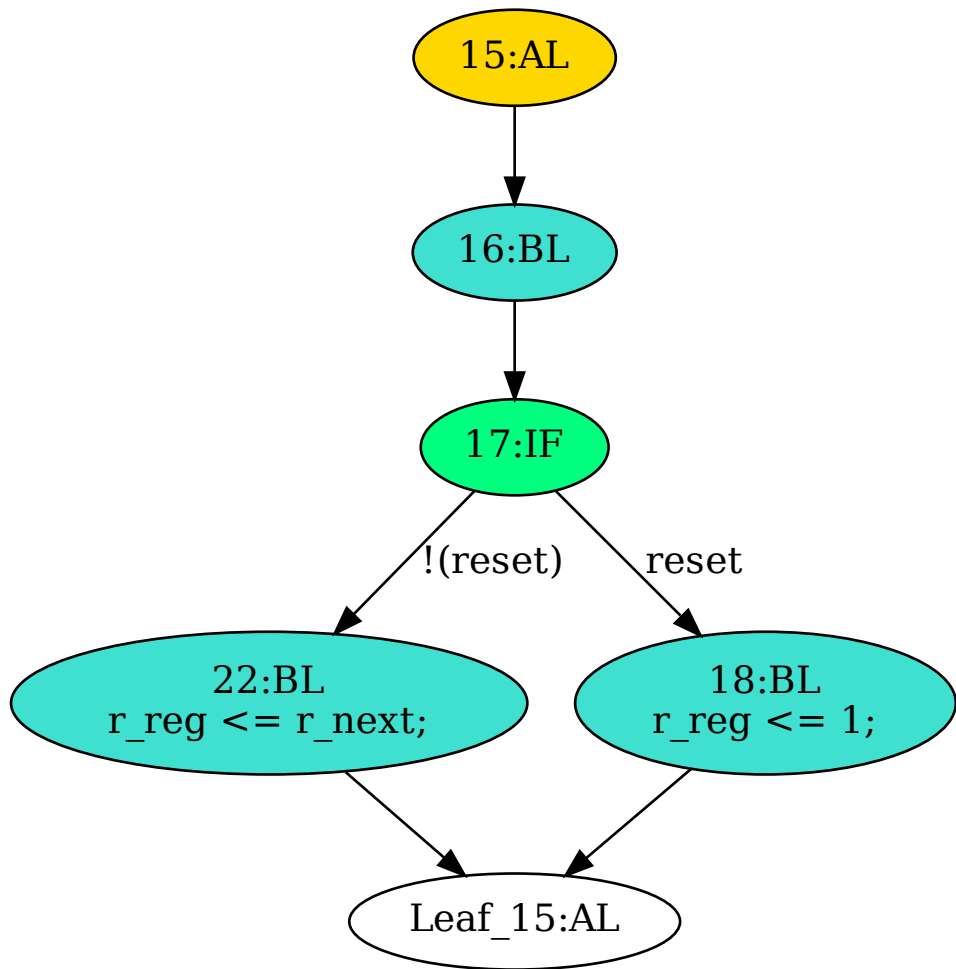 15:AL
16:BL
17:IF
!(reset)
reset
22:BL
r_reg <= r_next;
18:BL
r_reg <= 1;
Leaf_15:AL